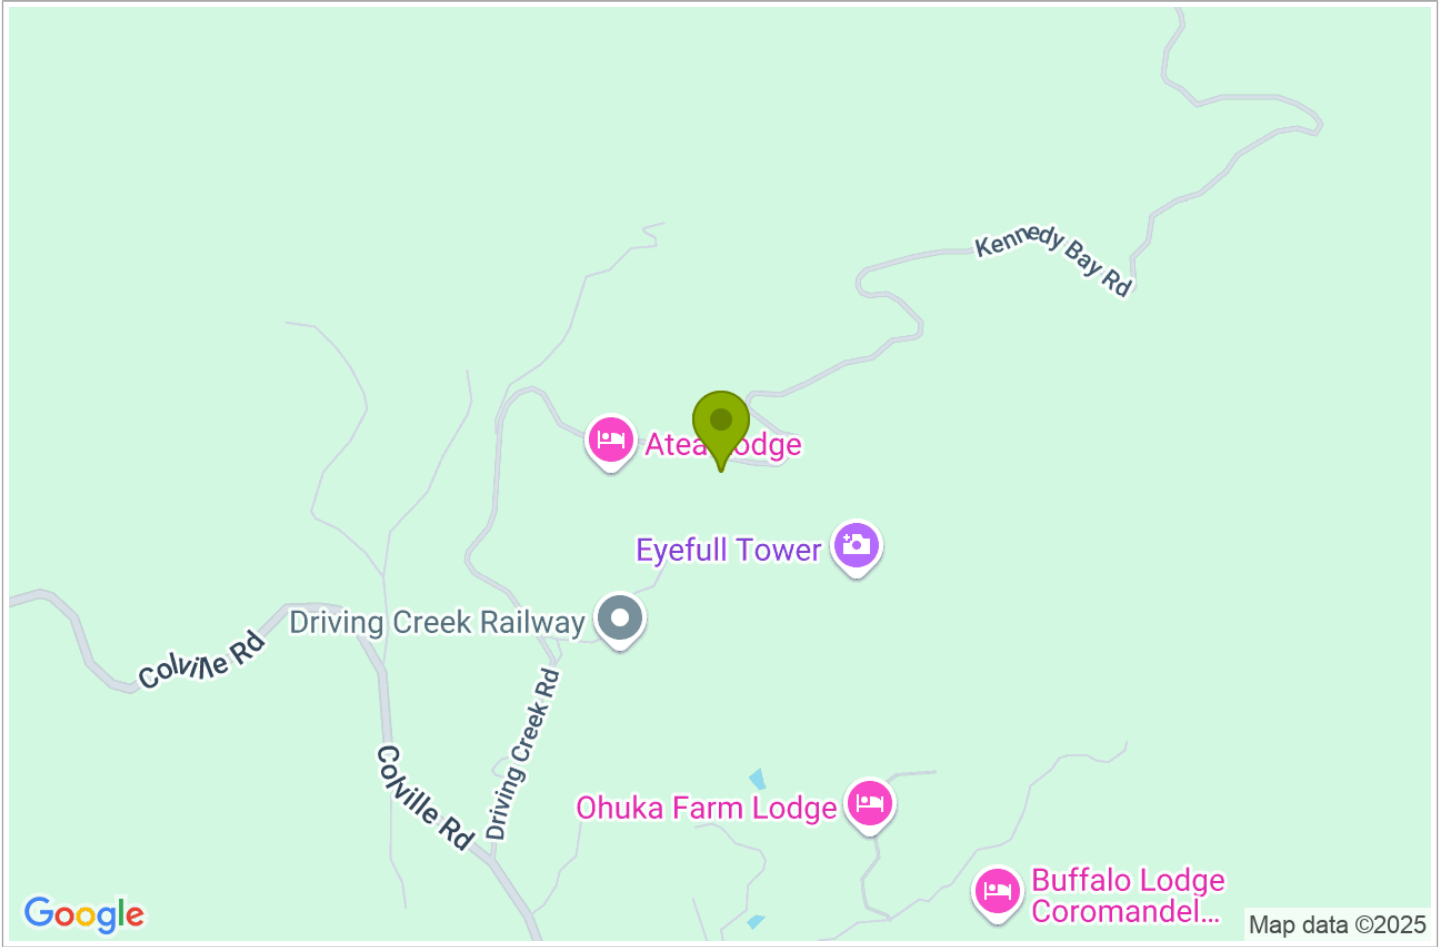 Kennedy Bay Rd
Atea Lodge
Eyefull Tower
Driving Creek Railway
Colville Rd
Driving Creek Rd
Colville Rd
Ohuka Farm Lodge
Buffalo Lodge
Coromandel...
Google
Map data ©2025